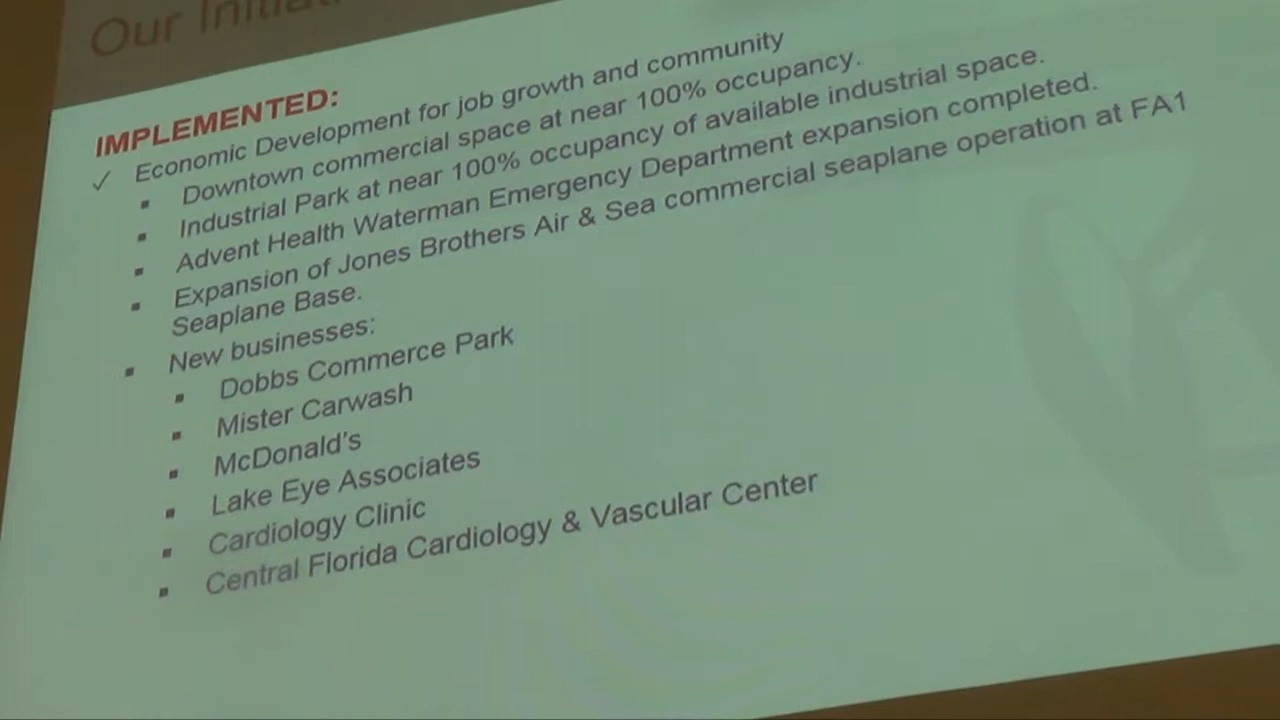 Our Initia
IMPLEMENTED:
✓ Economic Development for job growth and community
▪ Downtown commercial space at near 100% occupancy.
▪ Industrial Park at near 100% occupancy of available industrial space.
▪ Advent Health Waterman Emergency Department expansion completed.
▪ Expansion of Jones Brothers Air & Sea commercial seaplane operation at FA1
Seaplane Base.
▪ New businesses:
▪ Dobbs Commerce Park
▪ Mister Carwash
▪ McDonald's
▪ Lake Eye Associates
▪ Cardiology Clinic
▪ Central Florida Cardiology & Vascular Center